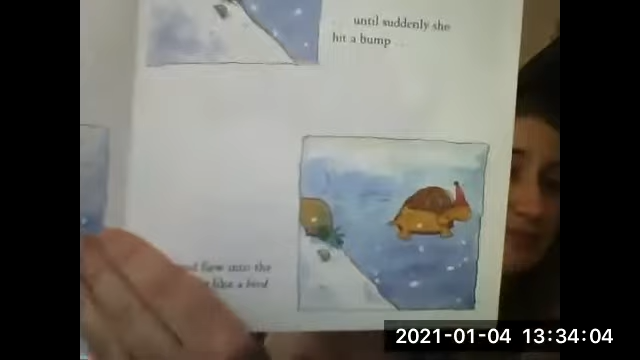 . . . until suddenly she
hit a bump . . .
flew into the
like a bird
2021-01-04 13:34:04